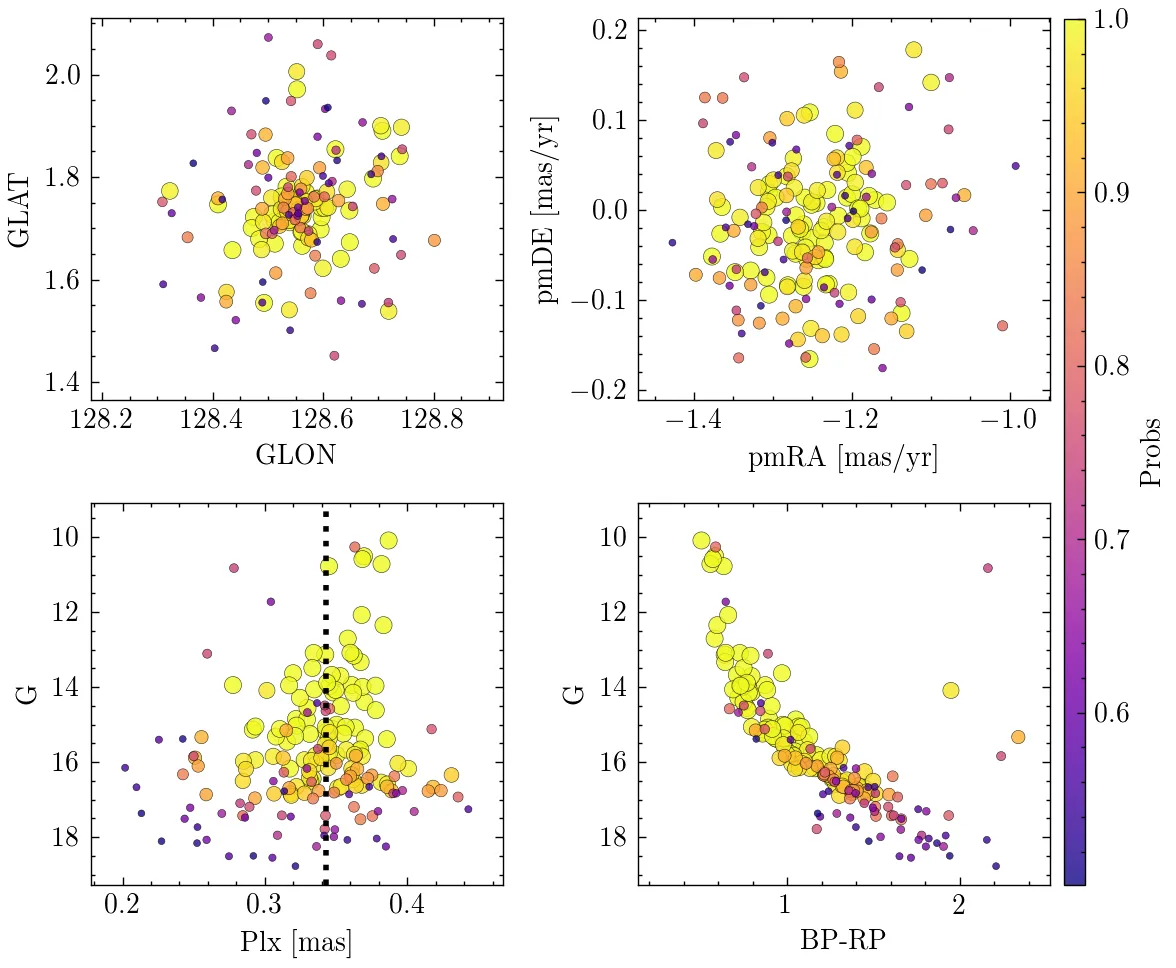 2.0
1.8
1.6
1.4
GLAT
128.2 128.4 128.6 128.8
GLON
0.2
0.1
0.0
−0.1
−0.2
pmDE [mas/yr]
−1.4 −1.2 −1.0
pmRA [mas/yr]
1.0
0.9
0.8
0.7
0.6
Probs
10
12
14
16
18
G
0.2 0.3 0.4
Plx [mas]
10
12
14
16
18
G
1 2
BP-RP